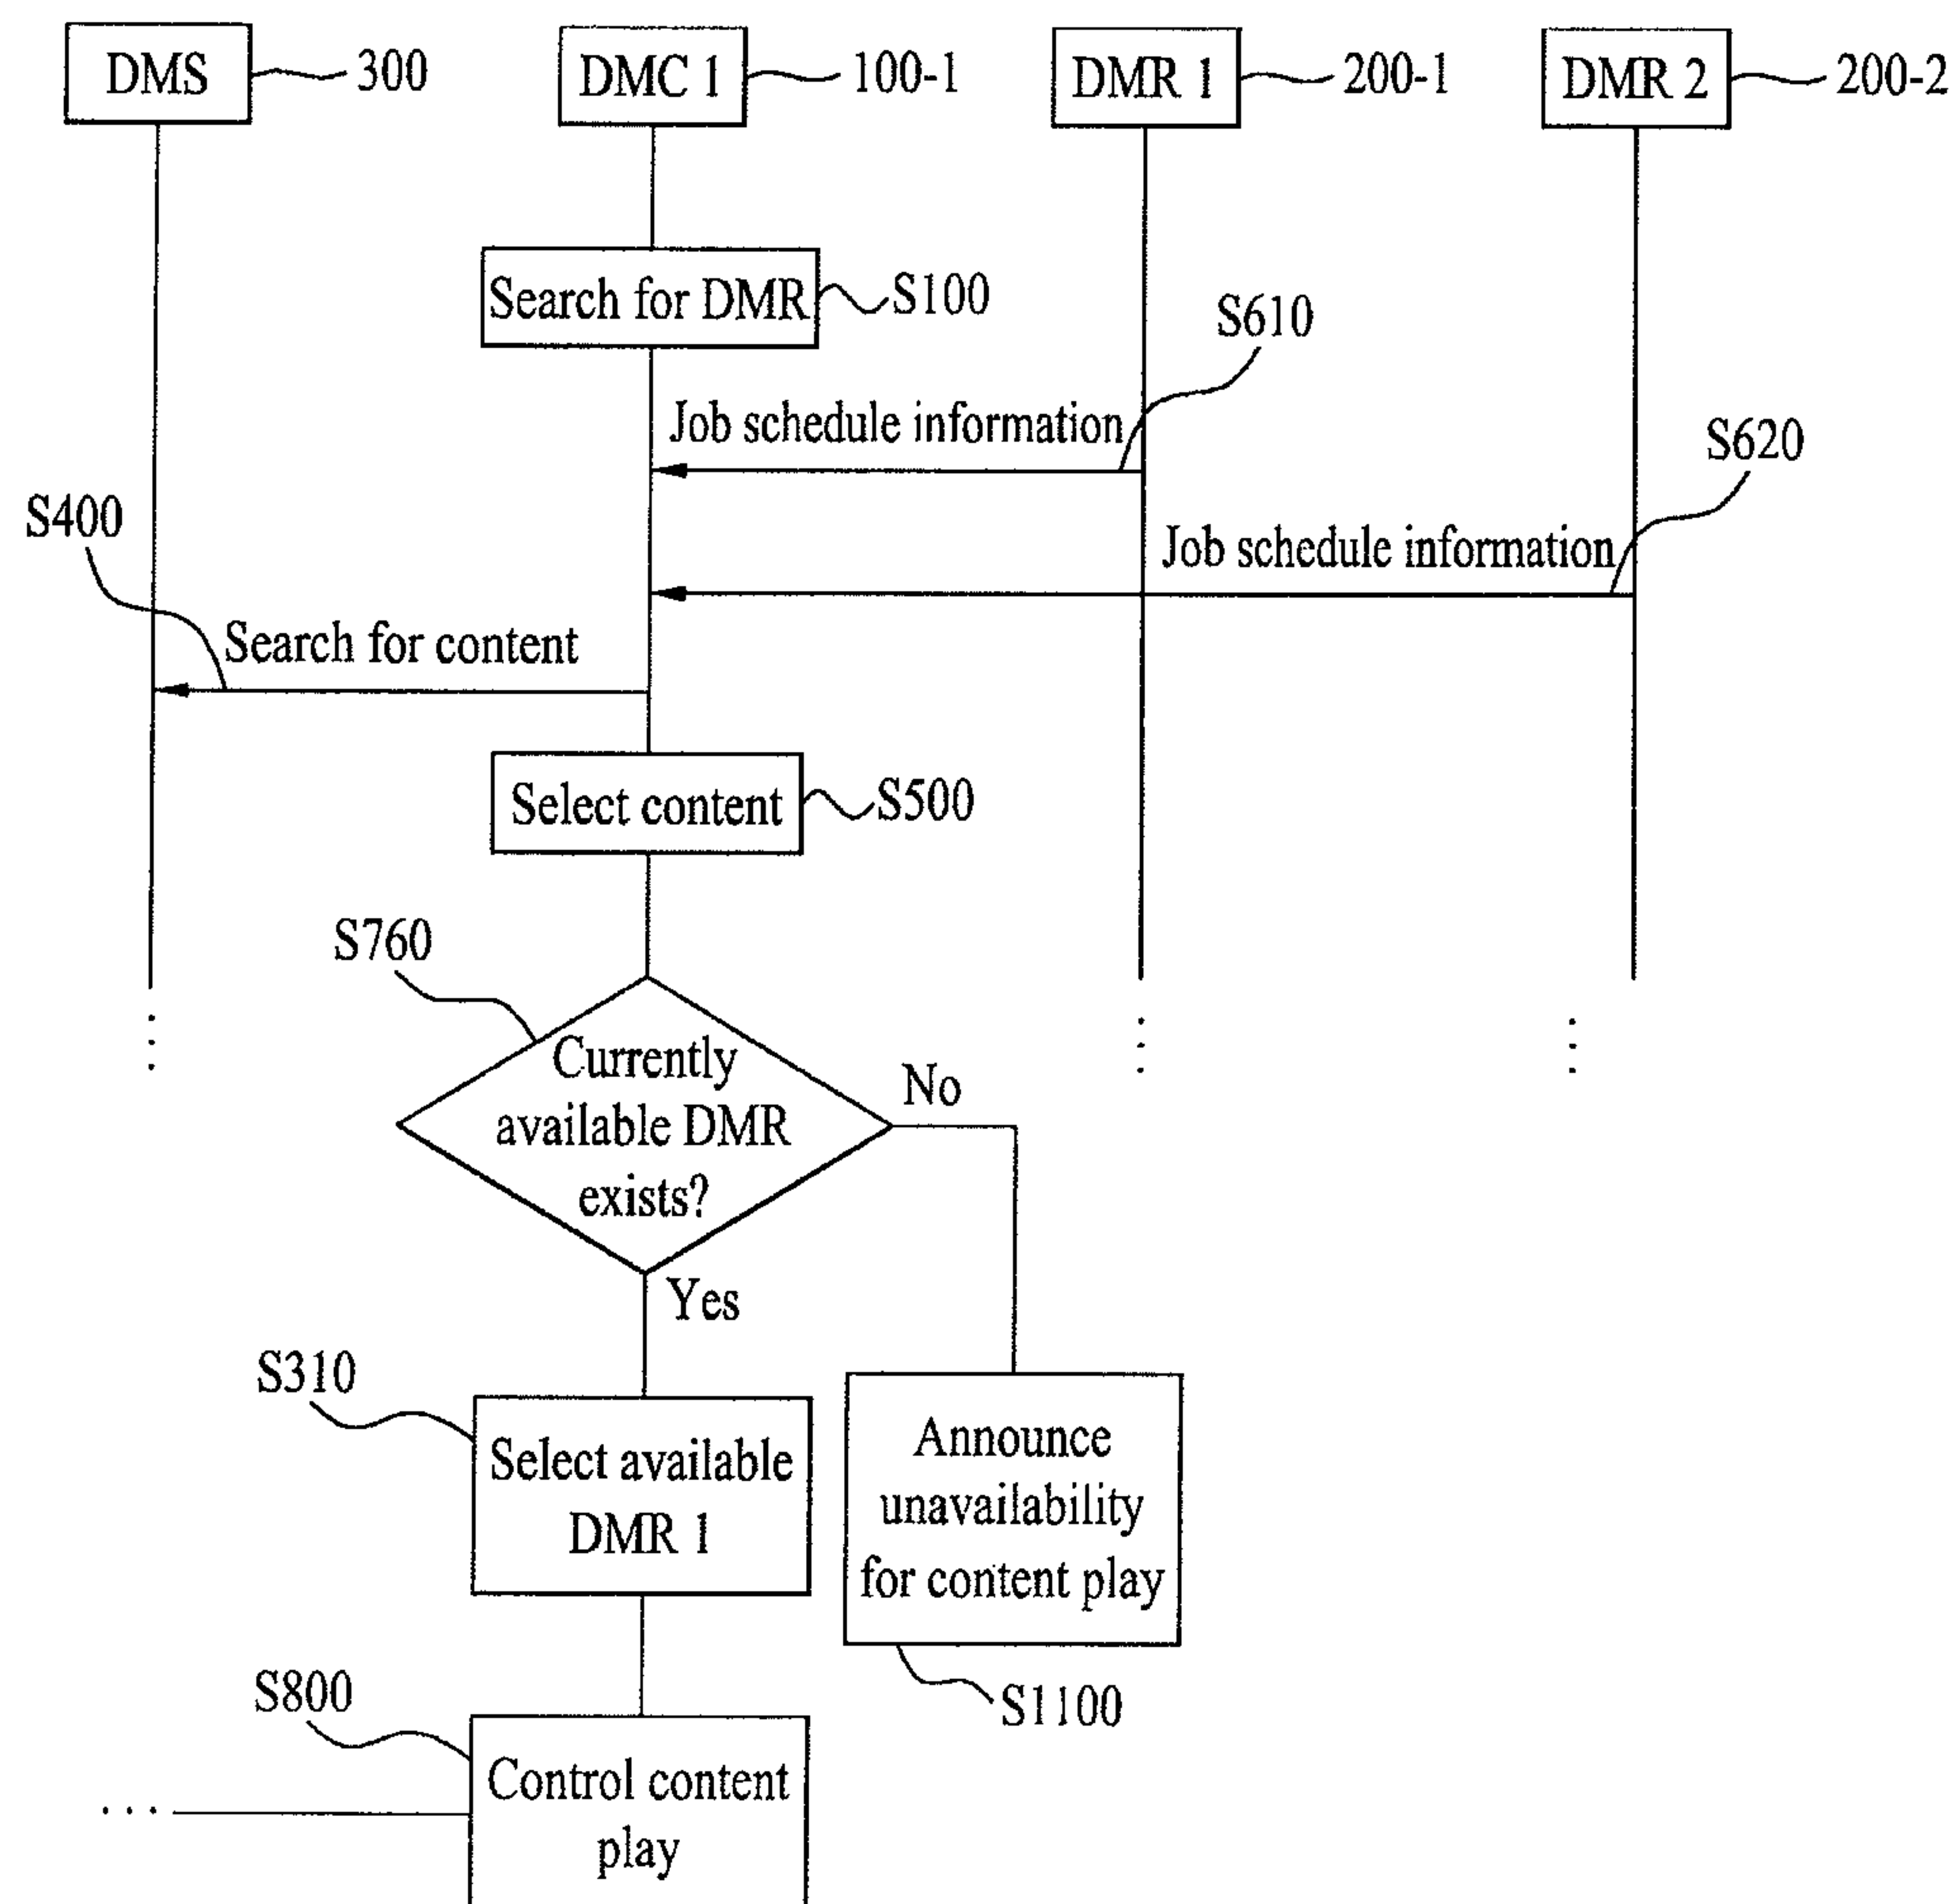 DMS
300
DMC 1
100-1
DMR 1
200-1
DMR 2
200-2
Search for DMR
S100
S610
Job schedule information
S620
Job schedule information
S400
Search for content
Select content
S500
S760
Currently
available DMR
exists?
No
Yes
S310
Select available
DMR 1
Announce
unavailability
for content play
S1100
S800
Control content
play